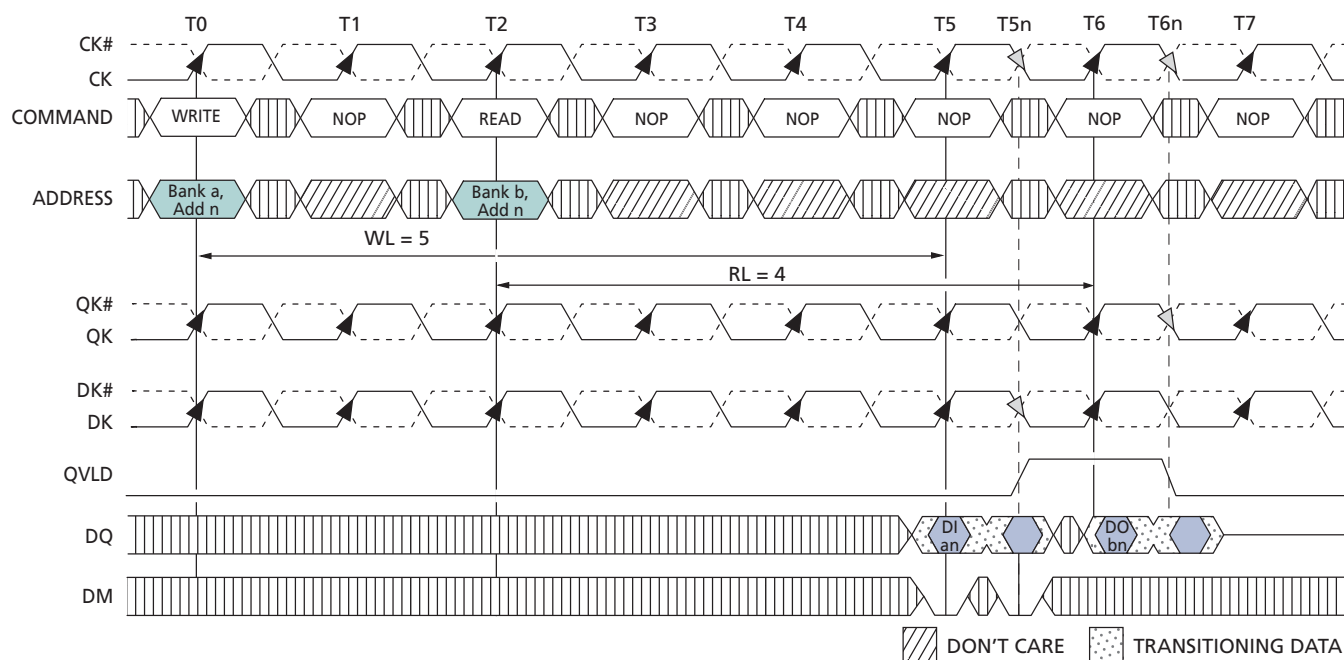 T0 T1 T2 T3 T4 T5 T5n T6 T6n T7
CK#
CK
COMMAND WRITE NOP READ NOP NOP NOP NOP NOP
ADDRESS Bank a, Add n Bank b, Add n
WL = 5
RL = 4
QK#
QK
DK#
DK
QVLD
DQ DI an DO bn
DM
DON'T CARE TRANSITIONING DATA